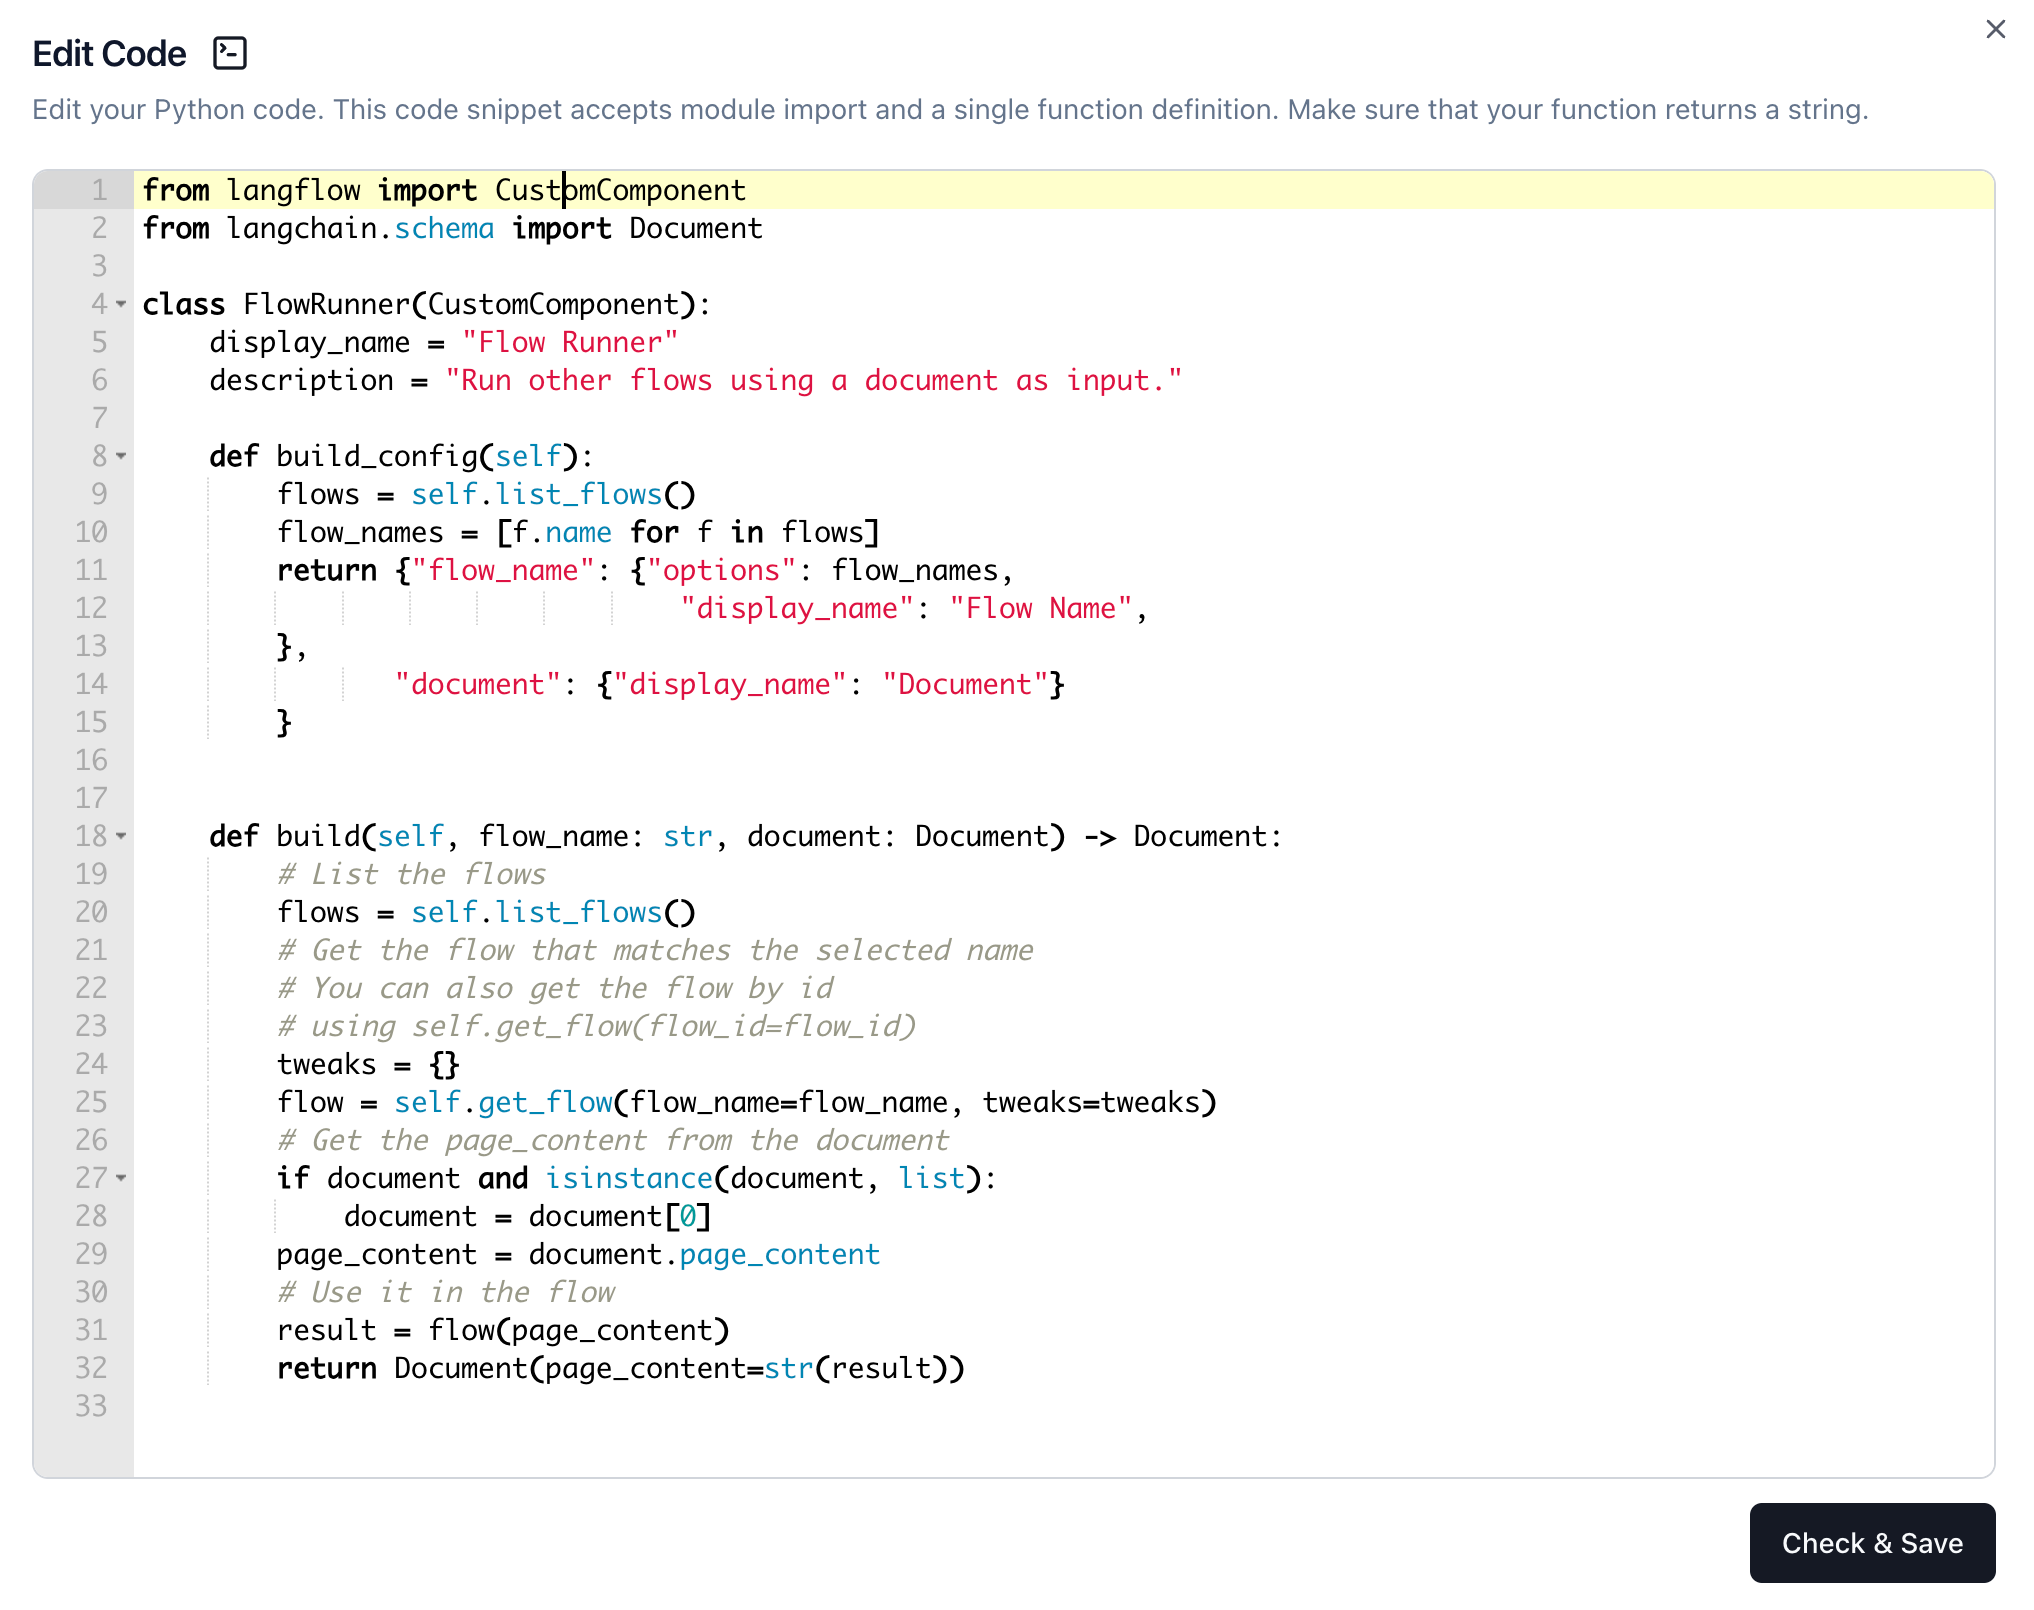 Edit Code
Edit your Python code. This code snippet accepts module import and a single function definition. Make sure that your function returns a string.
1 from langflow import CustomComponent
2 from langchain.schema import Document
3
4 class FlowRunner(CustomComponent):
5     display_name = "Flow Runner"
6     description = "Run other flows using a document as input."
7
8     def build_config(self):
9         flows = self.list_flows()
10         flow_names = [f.name for f in flows]
11         return {"flow_name": {"options": flow_names,
12                                 "display_name": "Flow Name",
13         },
14                "document": {"display_name": "Document"}
15         }
16
17
18     def build(self, flow_name: str, document: Document) -> Document:
19         # List the flows
20         flows = self.list_flows()
21         # Get the flow that matches the selected name
22         # You can also get the flow by id
23         # using self.get_flow(flow_id=flow_id)
24         tweaks = {}
25         flow = self.get_flow(flow_name=flow_name, tweaks=tweaks)
26         # Get the page_content from the document
27         if document and isinstance(document, list):
28             document = document[0]
29         page_content = document.page_content
30         # Use it in the flow
31         result = flow(page_content)
32         return Document(page_content=str(result))
33
Check & Save